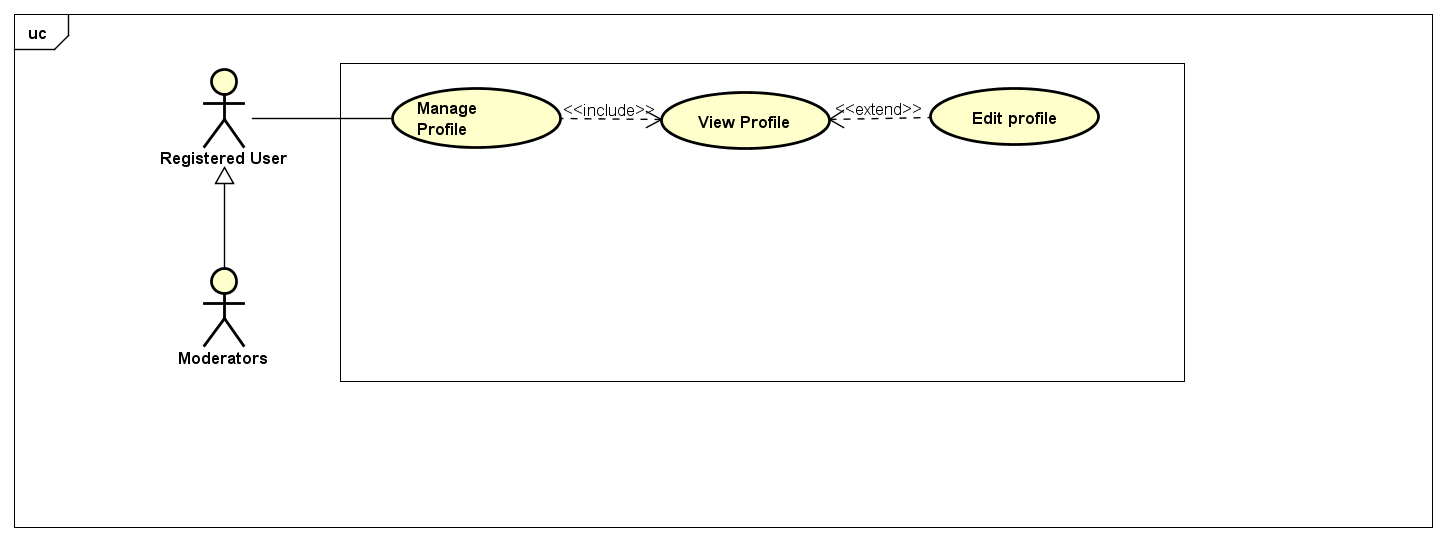 uc
Manage
Profile
<<include>>
View Profile
<<extend>>
Edit profile
Registered User
Moderators